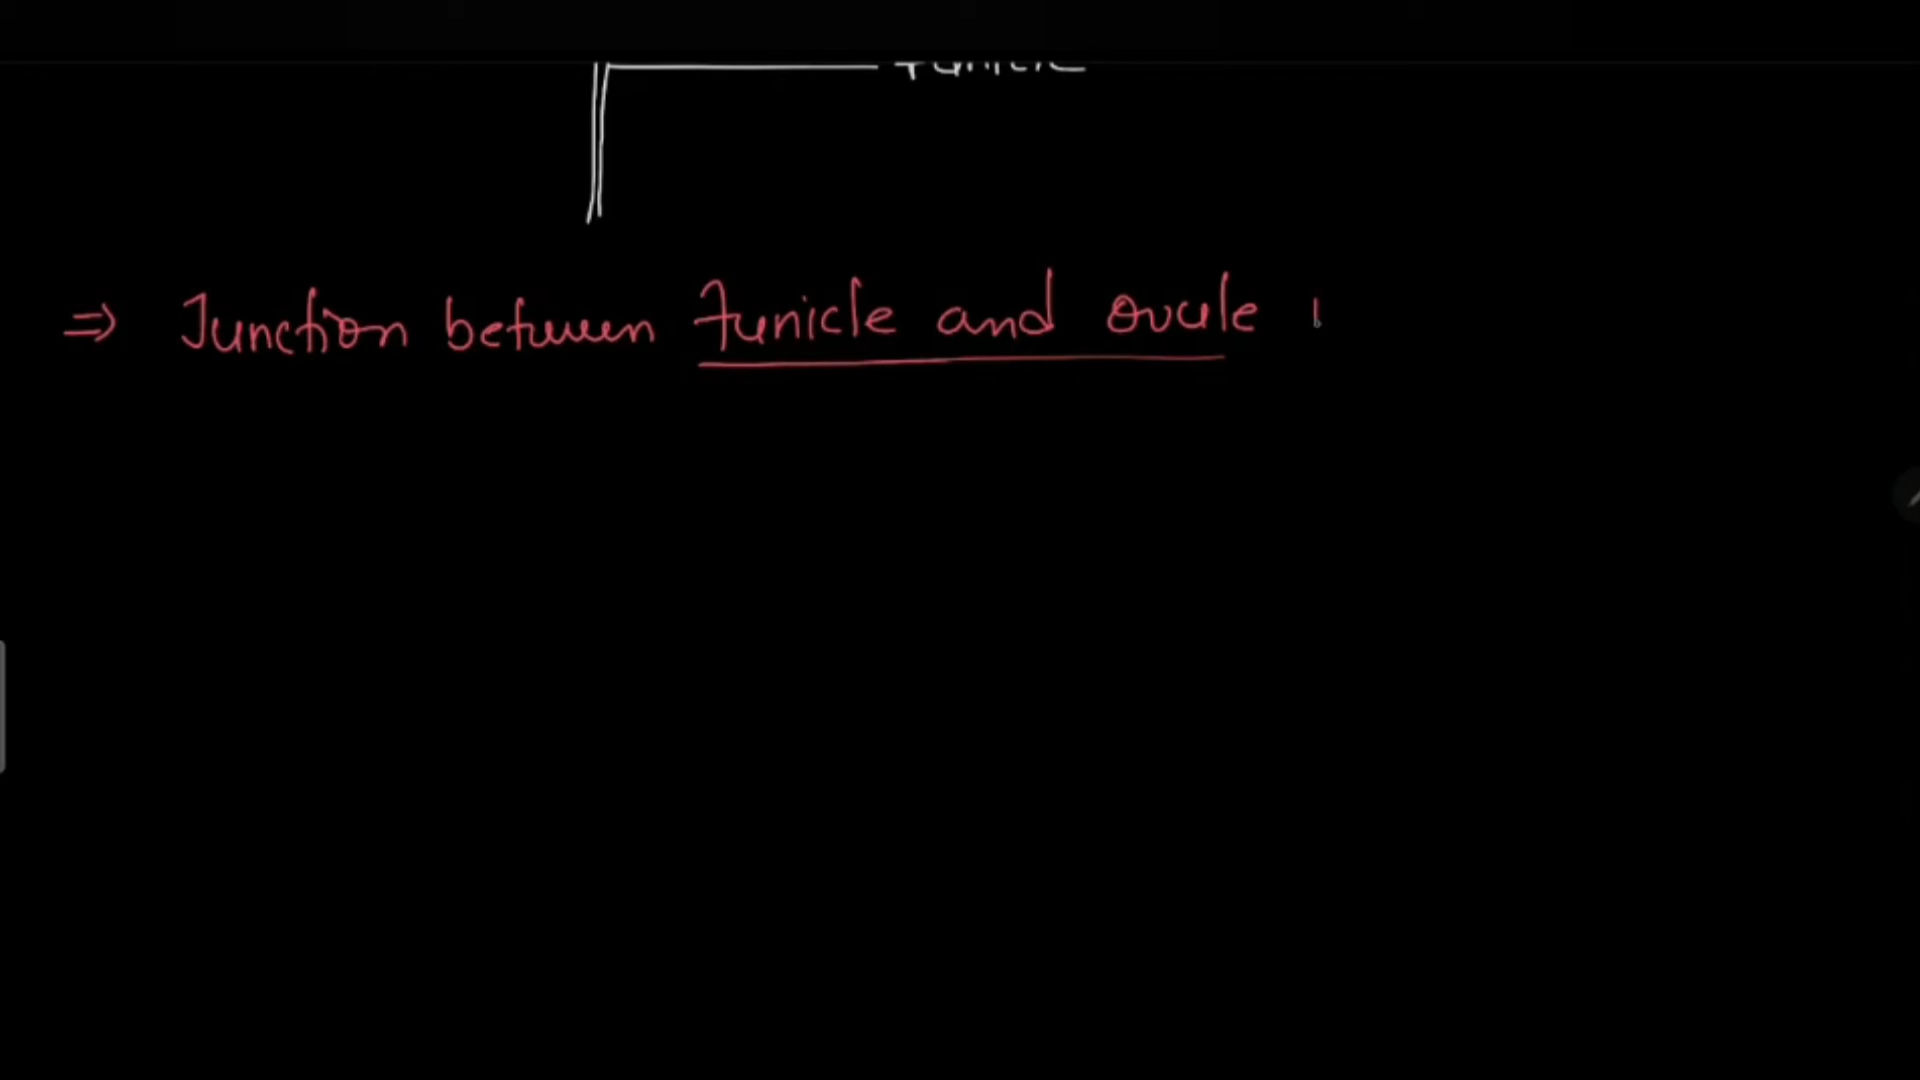 ⇒ Junction between funicle and ovule